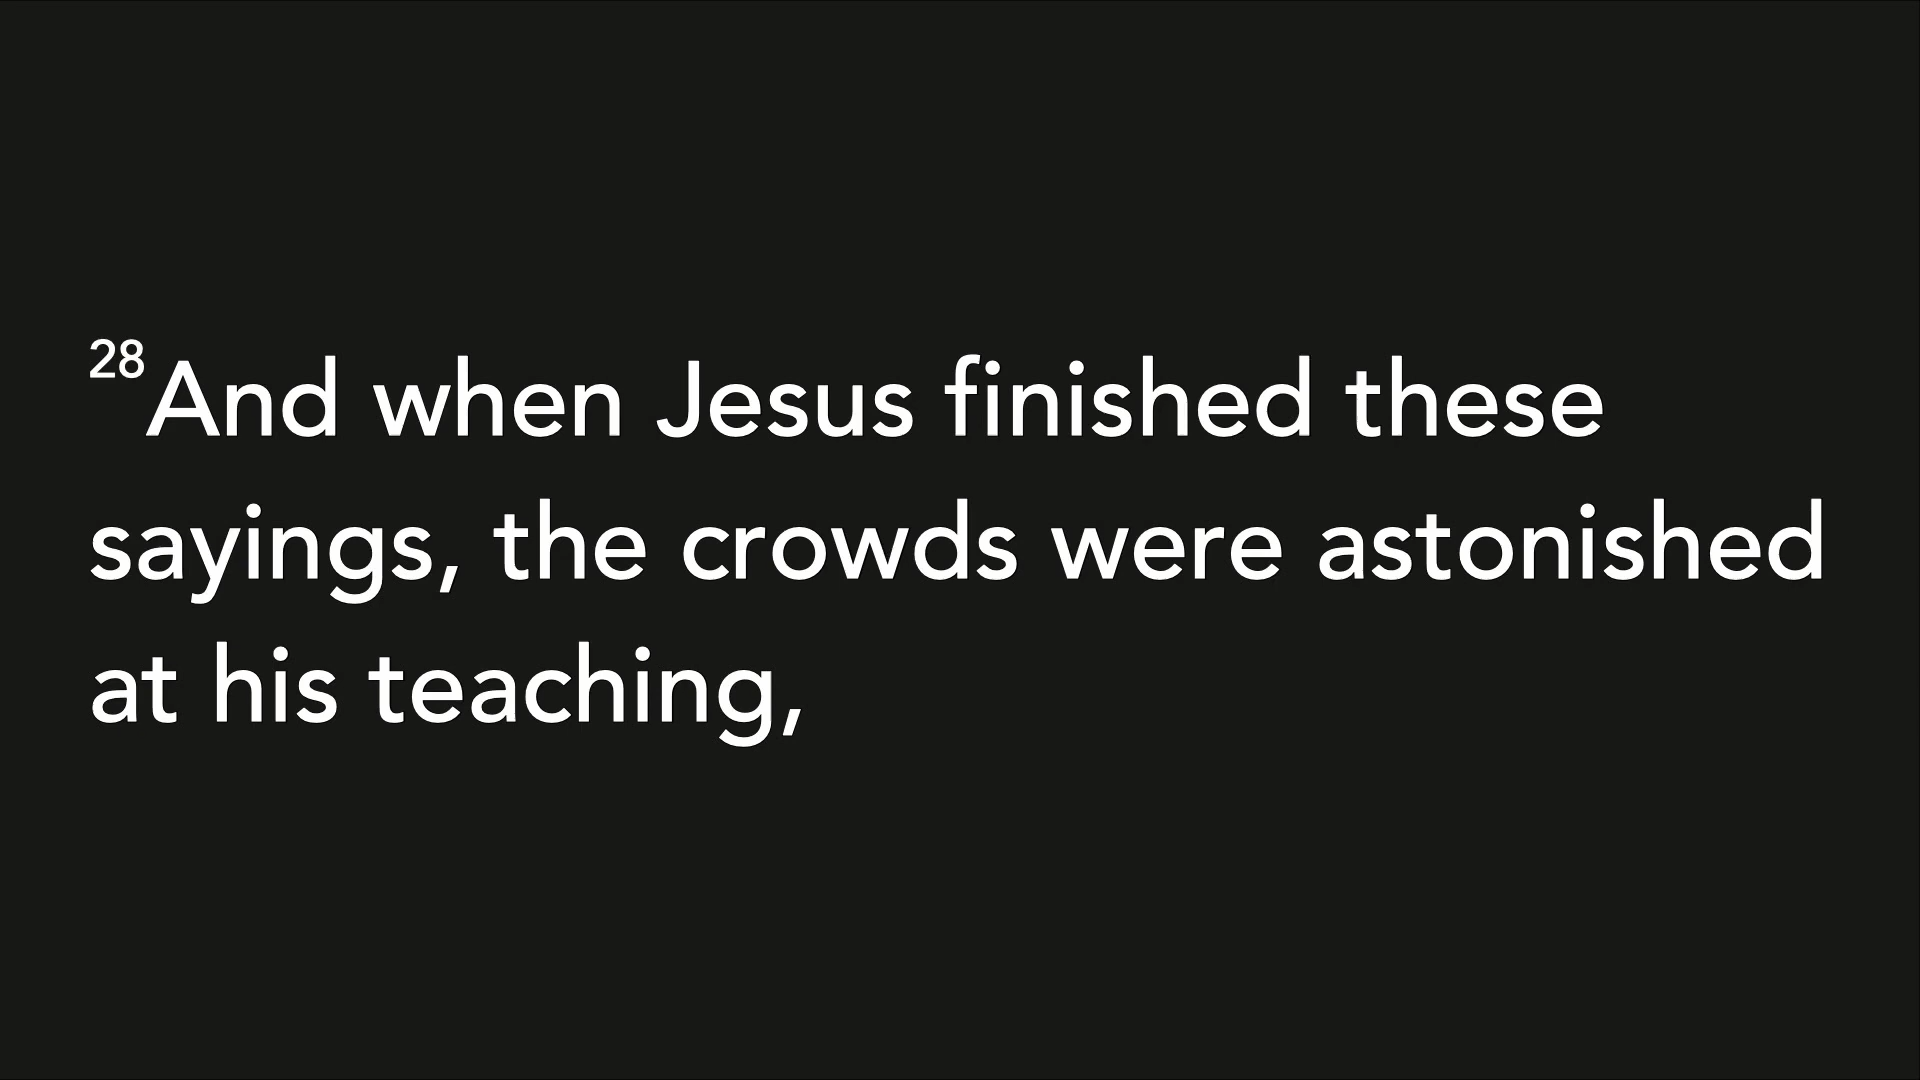 28And when Jesus finished these
sayings, the crowds were astonished
at his teaching,